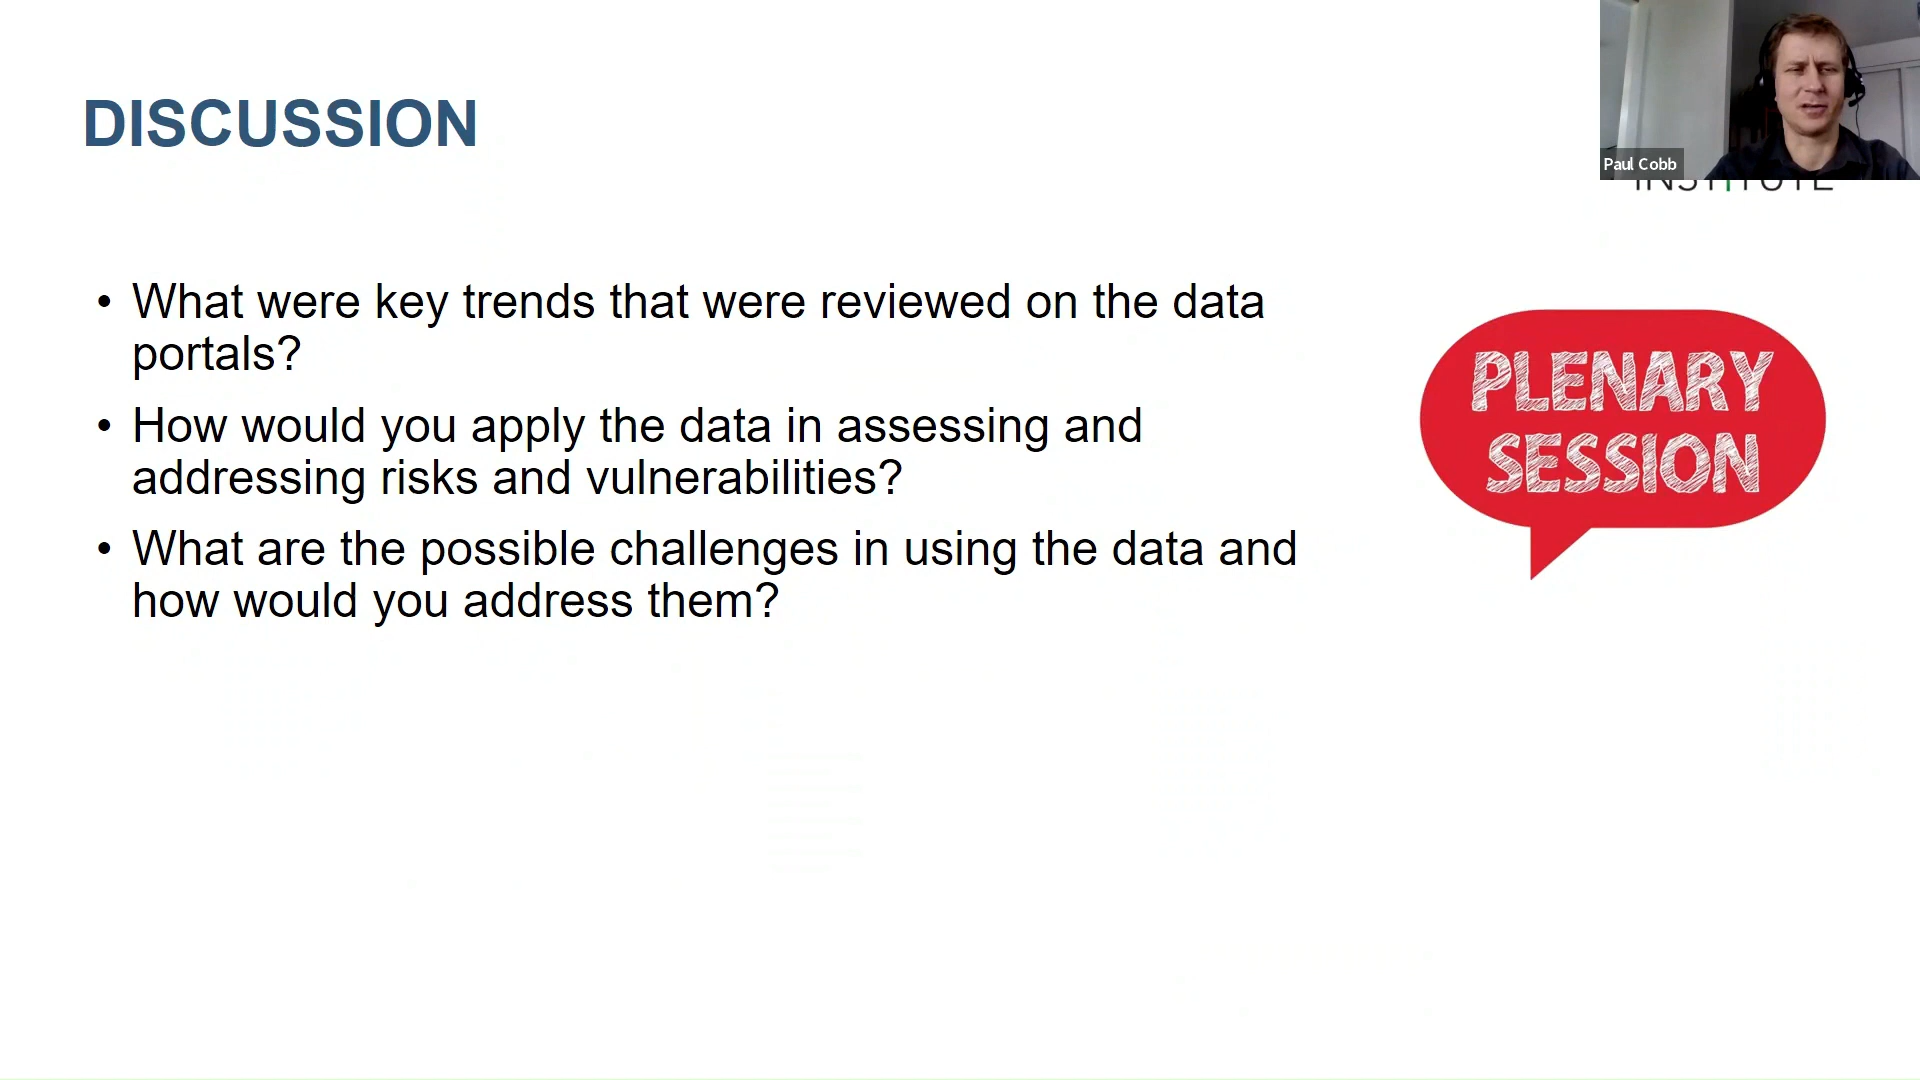 DISCUSSION
Paul Cobb
INSTITUTE
• What were key trends that were reviewed on the data
portals?
• How would you apply the data in assessing and
addressing risks and vulnerabilities?
• What are the possible challenges in using the data and
how would you address them?
PLENARY
SESSION